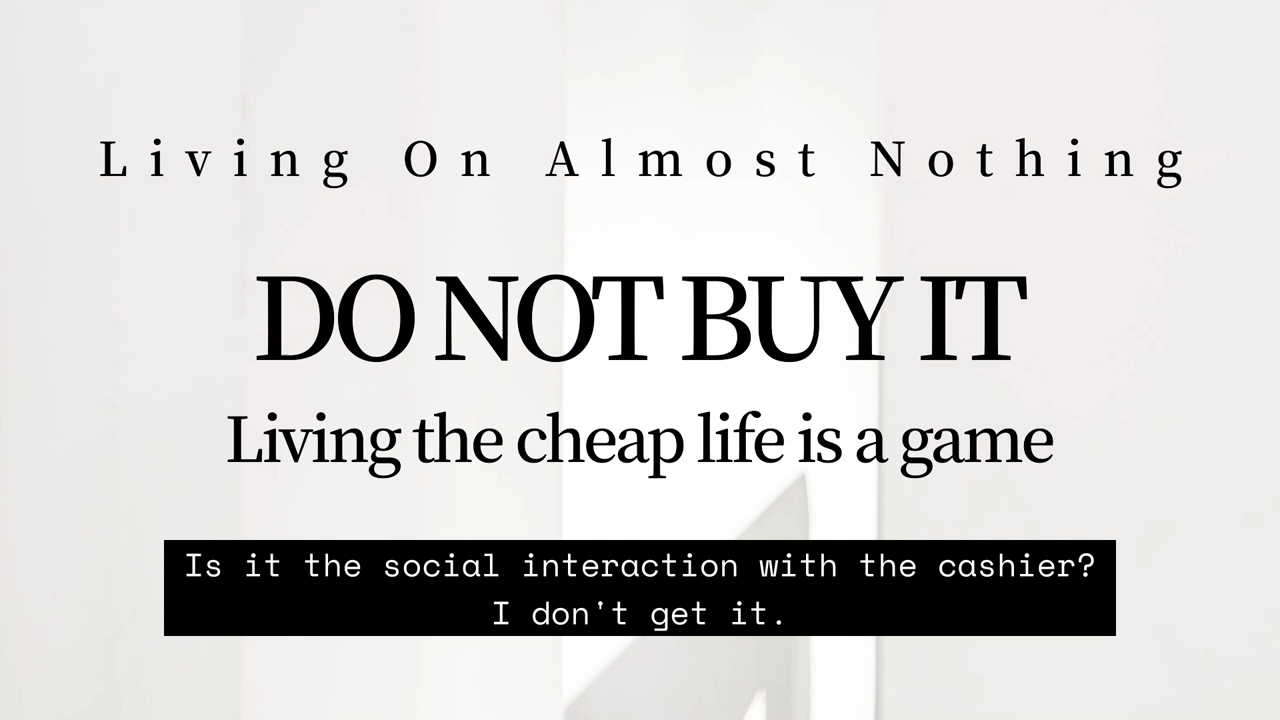 Living On Almost Nothing
DO NOT BUY IT
Living the cheap life is a game
Is it the social interaction with the cashier?
I don't get it.